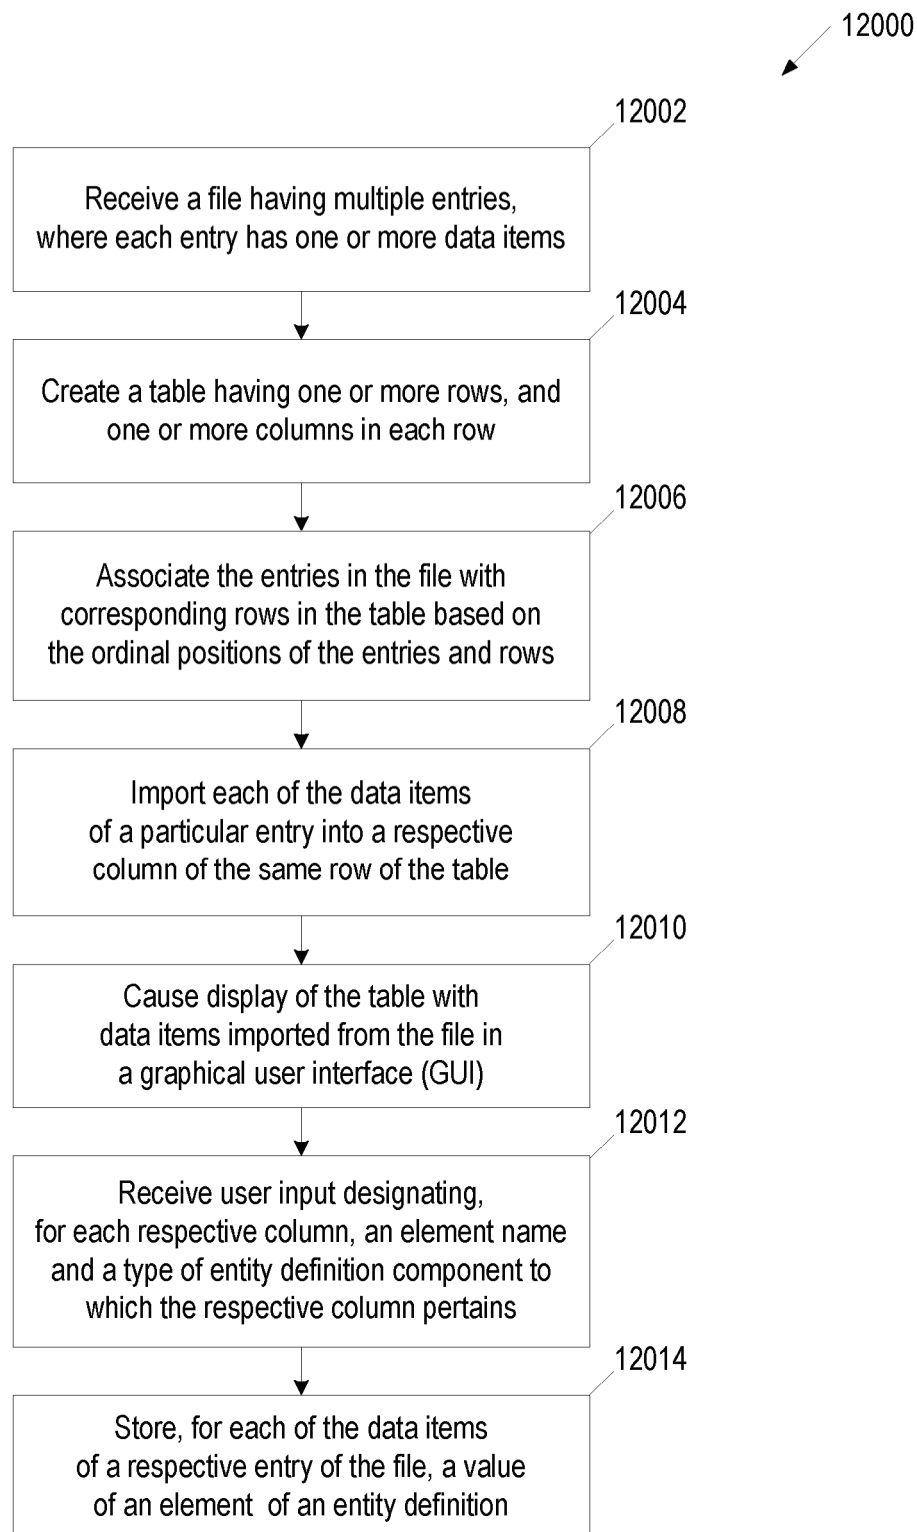 12000
12002
Receive a file having multiple entries,
where each entry has one or more data items
12004
Create a table having one or more rows, and
one or more columns in each row
12006
Associate the entries in the file with
corresponding rows in the table based on
the ordinal positions of the entries and rows
12008
Import each of the data items
of a particular entry into a respective
column of the same row of the table
12010
Cause display of the table with
data items imported from the file in
a graphical user interface (GUI)
12012
Receive user input designating,
for each respective column, an element name
and a type of entity definition component to
which the respective column pertains
12014
Store, for each of the data items
of a respective entry of the file, a value
of an element of an entity definition